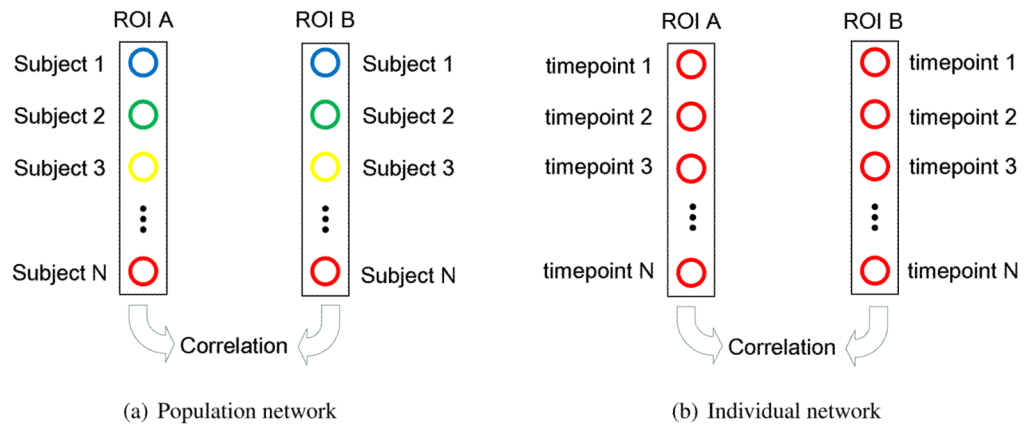 ROI A ROI B
Subject 1 Subject 1
Subject 2 Subject 2
Subject 3 Subject 3
Subject N Subject N
Correlation
(a) Population network
ROI A ROI B
timepoint 1 timepoint 1
timepoint 2 timepoint 2
timepoint 3 timepoint 3
timepoint N timepoint N
Correlation
(b) Individual network